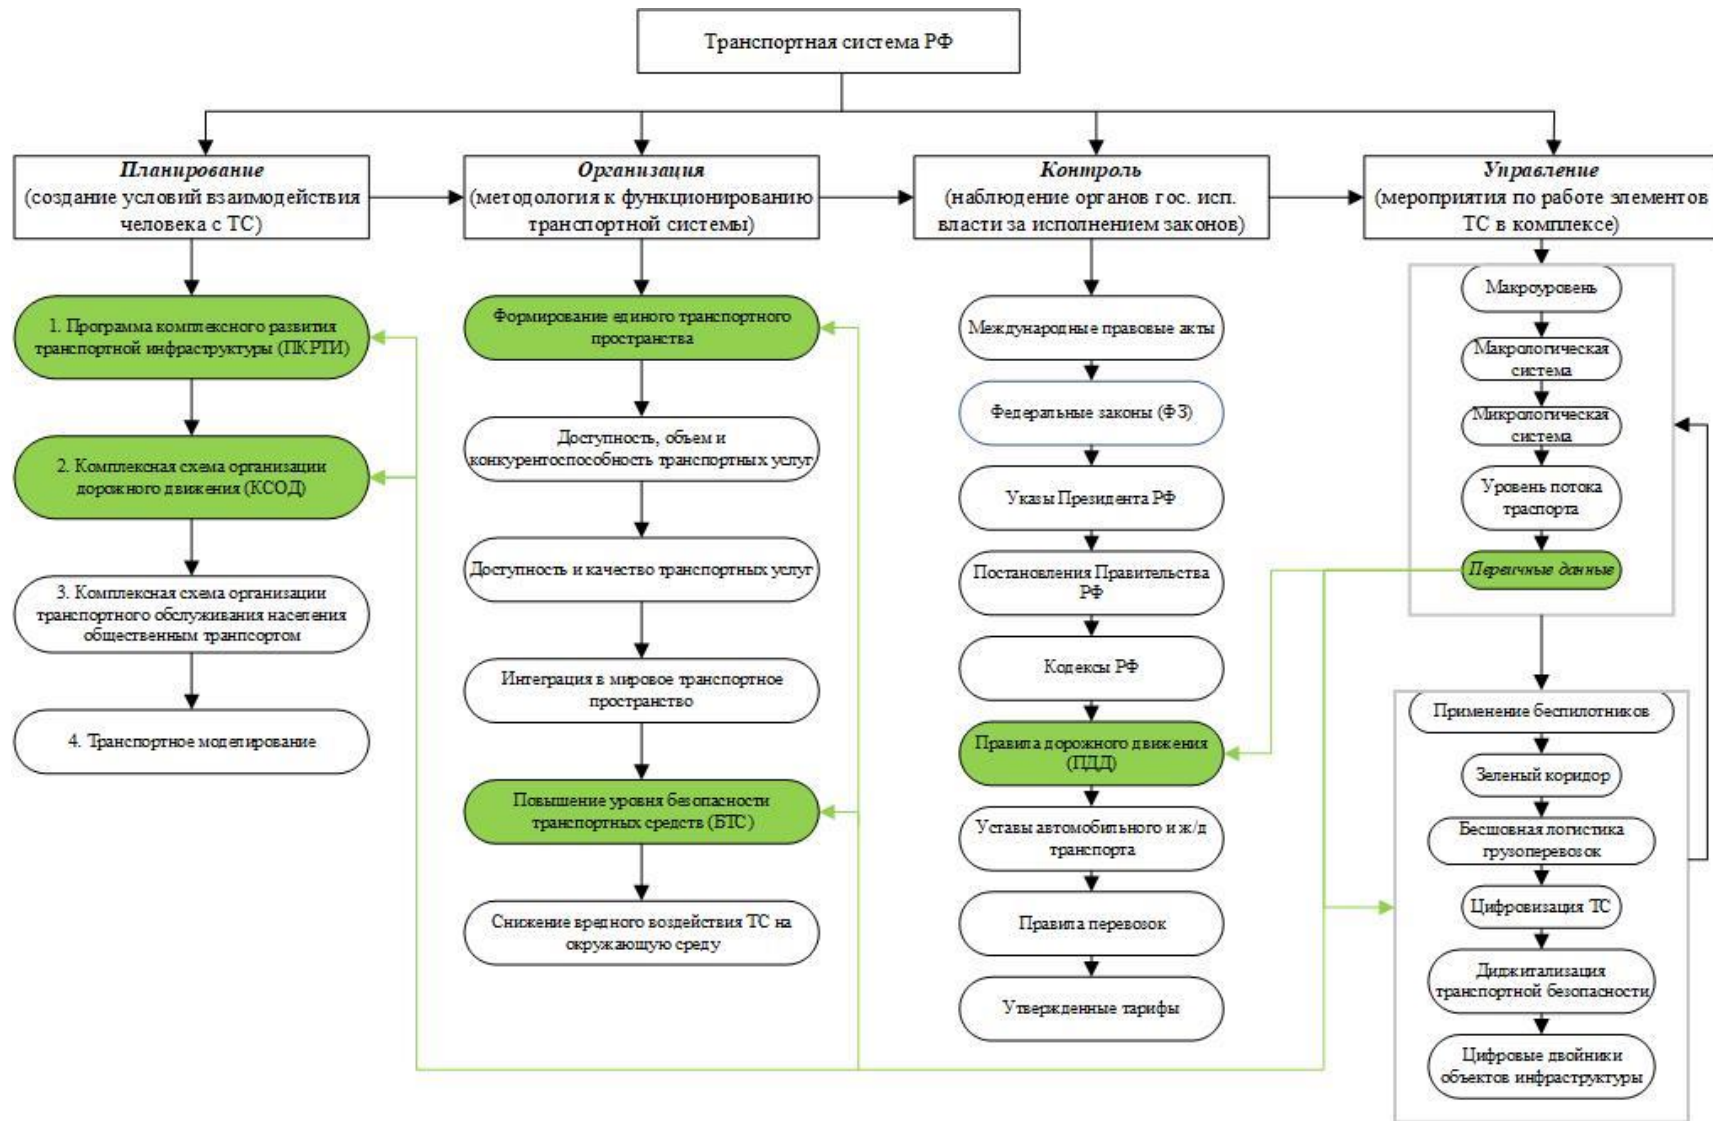 Транспортная система РФ
Планирование
(создание условий взаимодействия
человека с ТС)
Организация
(методология к функционированию
транспортной системы)
Контроль
(наблюдение органов гос. исп.
власти за исполнением законов)
Управление
(мероприятия по работе элементов
ТС в комплексе)
1. Программа комплексного развития
транспортной инфраструктуры (ПКРТИ)
2. Комплексная схема организации
дорожного движения (КСОД)
3. Комплексная схема организации
транспортного обслуживания населения
общественным транпсортом
4. Транспортное моделирование
Формирование единого транспортного
пространства
Доступность, объем и
конкурентоспособность транспортных услуг
Доступность и качество транспортных услуг
Интеграция в мировое транспортное
пространство
Повышение уровня безопасности
транспортных средств (БТС)
Снижение вредного воздействия ТС на
окружающую среду
Международные правовые акты
Федеральные законы (ФЗ)
Указы Президента РФ
Постановления Правительства
РФ
Кодексы РФ
Правила дорожного движения
(ПДД)
Уставы автомобильного и ж/д
транспорта
Правила перевозок
Утвержденные тарифы
Макроуровень
Макрологическая
система
Микрологическая
система
Уровень потока
траспорта
Первичные данные
Применение беспилотников
Зеленый коридор
Бесшовная логистика
грузоперевозок
Цифровизация ТС
Диджитализация
транспортной безопасности
Цифровые двойники
объектов инфраструктуры